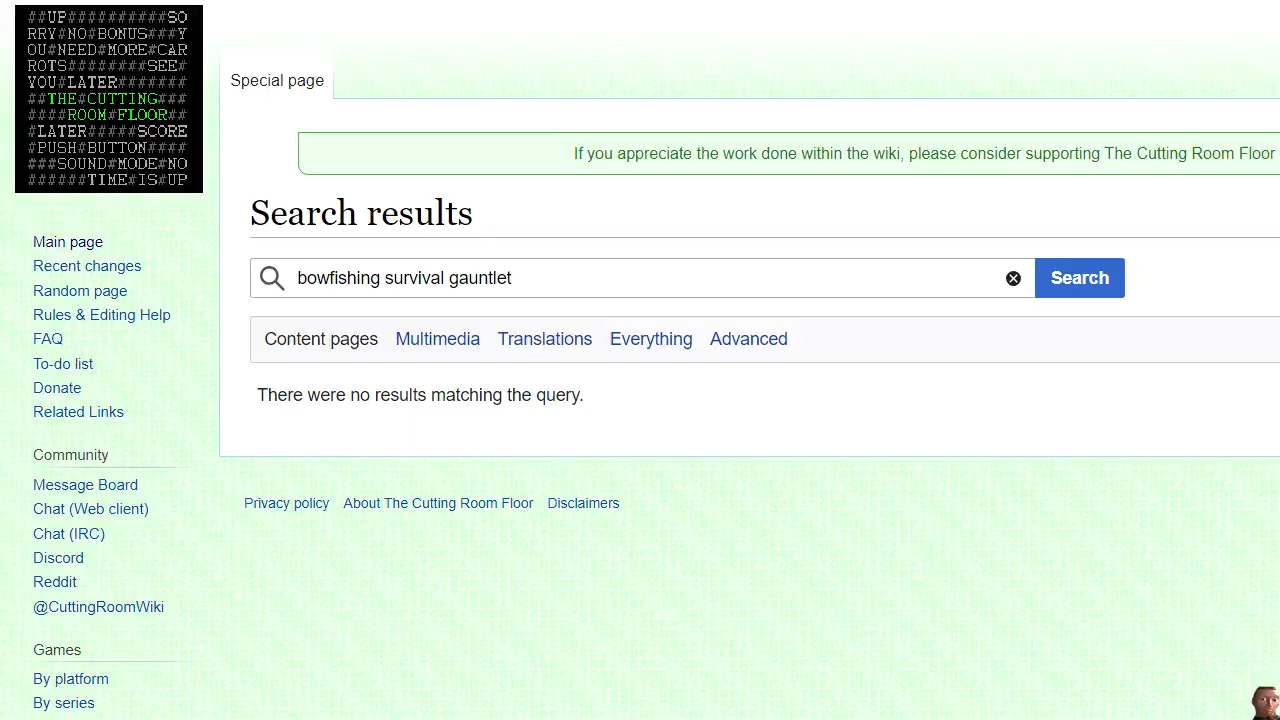 ##UP##########SO
RRY#NO#BONUS###Y
OU#NEED#MORE#CAR
ROTS########SEE#
YOU#LATER#######
##THE#CUTTING###
####ROOM#FLOOR##
#LATER#####SCORE
#PUSH#BUTTON####
###SOUND#MODE#NO
######TIME#IS#UP
Special page
If you appreciate the work done within the wiki, please consider supporting The Cutting Room Floor
Search results
bowfishing survival gauntlet
Search
Content pages Multimedia Translations Everything Advanced
There were no results matching the query.
Main page
Recent changes
Random page
Rules & Editing Help
FAQ
To-do list
Donate
Related Links
Community
Message Board
Chat (Web client)
Chat (IRC)
Discord
Reddit
@CuttingRoomWiki
Games
By platform
By series
Privacy policy About The Cutting Room Floor Disclaimers